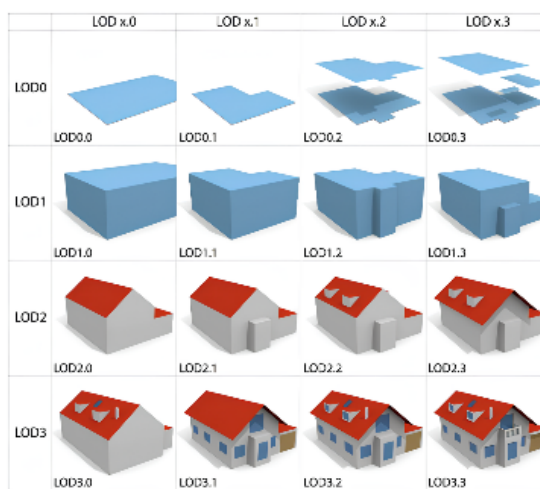 LOD x.0 LOD x.1 LOD x.2 LOD x.3
LOD0
LOD0.0 LOD0.1 LOD0.2 LOD0.3
LOD1
LOD1.0 LOD1.1 LOD1.2 LOD1.3
LOD2
LOD2.0 LOD2.1 LOD2.2 LOD2.3
LOD3
LOD3.0 LOD3.1 LOD3.2 LOD3.3